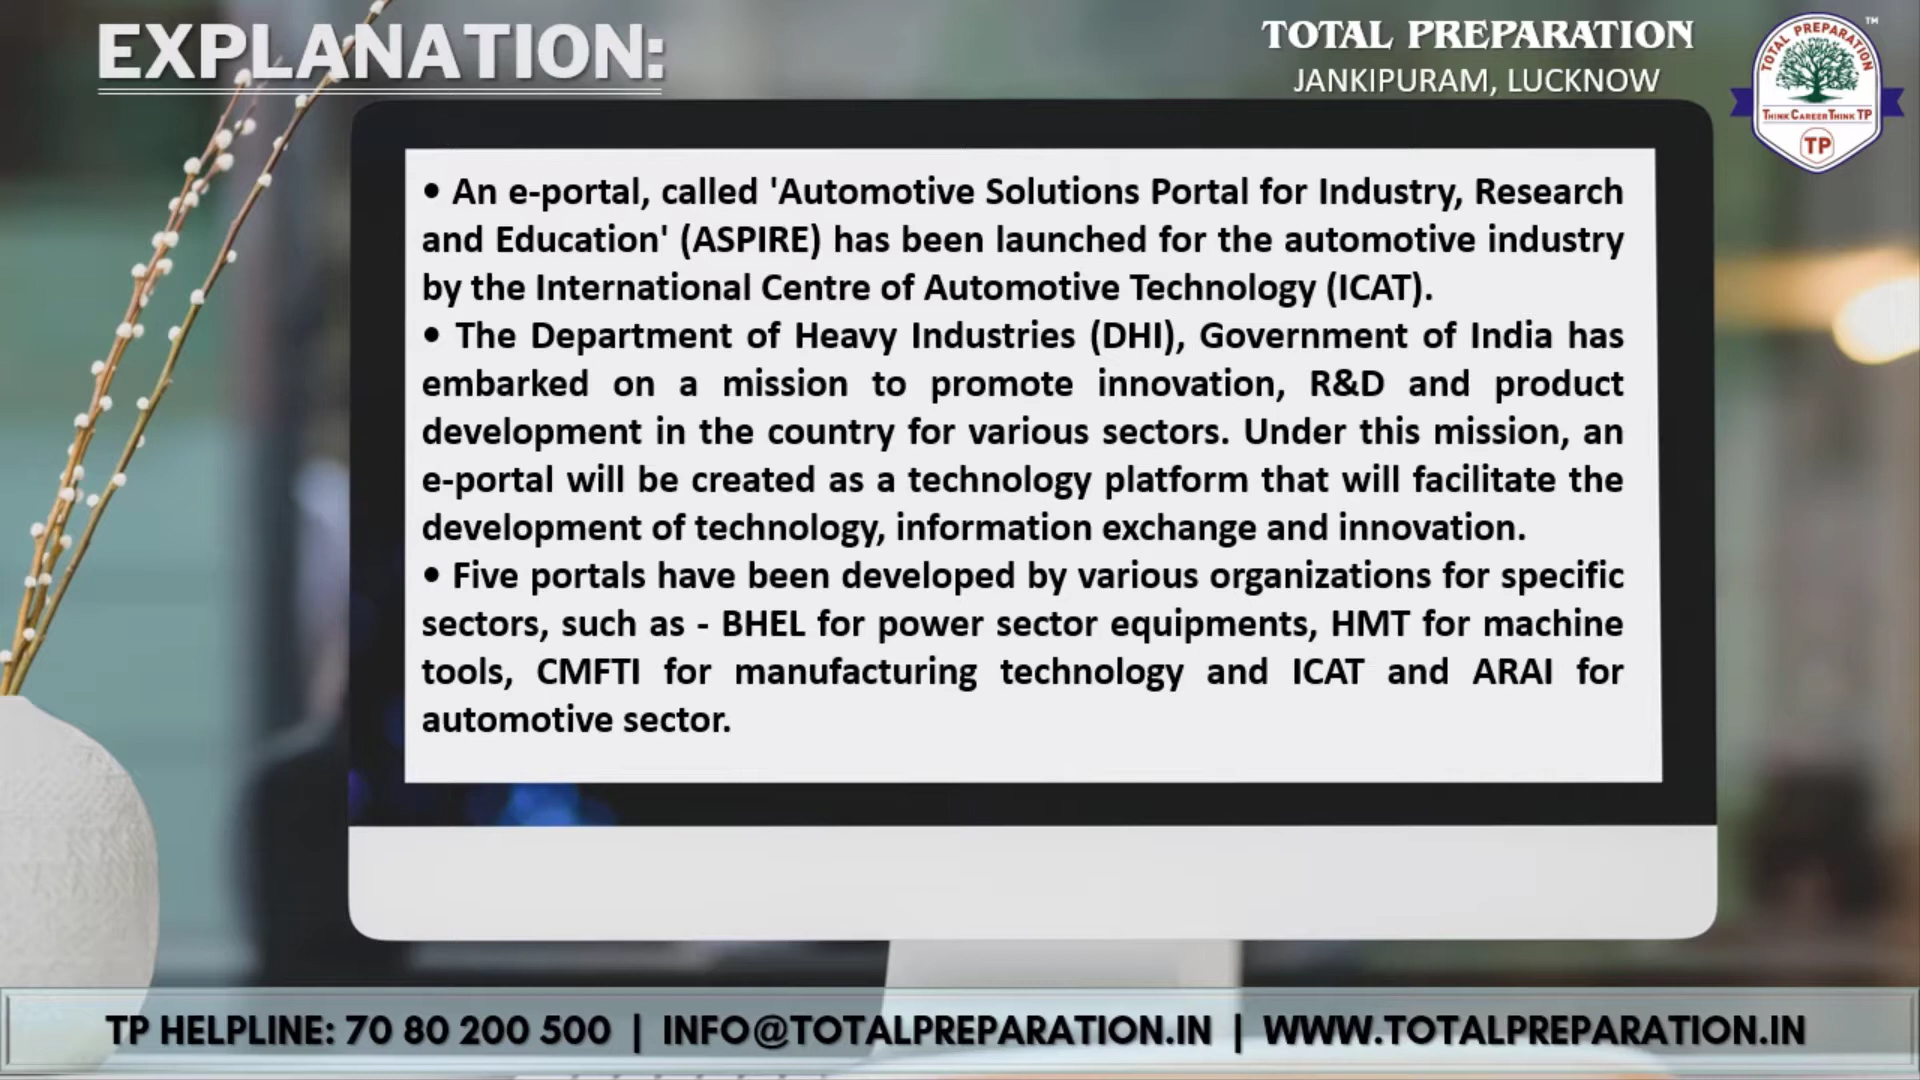 EXPLANATION:
TOTAL PREPARATION
JANKIPURAM, LUCKNOW
TM
TOTAL PREPARATION
THINK CAREER THINK TP
TP
• An e-portal, called 'Automotive Solutions Portal for Industry, Research
and Education' (ASPIRE) has been launched for the automotive industry
by the International Centre of Automotive Technology (ICAT).
• The Department of Heavy Industries (DHI), Government of India has
embarked on a mission to promote innovation, R&D and product
development in the country for various sectors. Under this mission, an
e-portal will be created as a technology platform that will facilitate the
development of technology, information exchange and innovation.
• Five portals have been developed by various organizations for specific
sectors, such as - BHEL for power sector equipments, HMT for machine
tools, CMFTI for manufacturing technology and ICAT and ARAI for
automotive sector.
TP HELPLINE: 70 80 200 500 | INFO@TOTALPREPARATION.IN | WWW.TOTALPREPARATION.IN